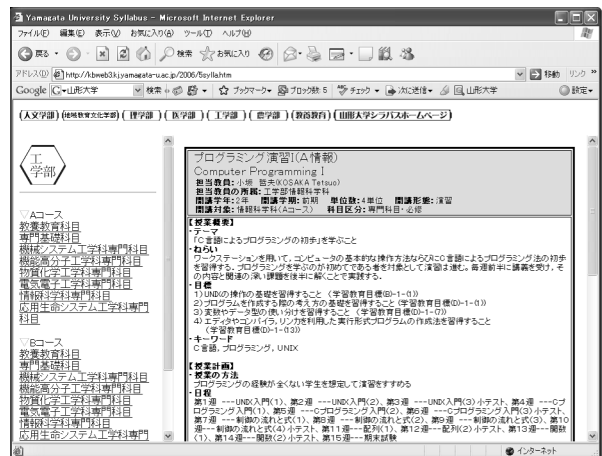 Yamagata University Syllabus - Microsoft Internet Explorer
ファイル(F) 編集(E) 表示(V) お気に入り(A) ツール(T) ヘルプ(H)
戻る 検索 お気に入り
アドレス(D) http://kbweb3.kj.yamagata-u.ac.jp/2006/5sylla.htm 移動 リンク »
Google G 山形大学 検索 ブックマーク ブロック数: 5 チェック 次に送信 山形大学 設定
(人文学部) (地域教育文化学部) (理学部) (医学部) (工学部) (農学部) (教養教育) (山形大学シラバスホームページ)
工
学部
▽Aコース
教養教育科目
専門基礎科目
機械システム工学科専門科目
機能高分子工学科専門科目
物質化学工学科専門科目
電気電子工学科専門科目
情報科学科専門科目
応用生命システム工学科専門
科目
▽Bコース
教養教育科目
専門基礎科目
機械システム工学科専門科目
機能高分子工学科専門科目
物質化学工学科専門科目
電気電子工学科専門科目
情報科学科専門科目
応用生命システム工学科専門
プログラミング演習I(A情報)
Computer Programming I
担当教員:小坂 哲夫(KOSAKA Tetsuo)
担当教員の所属:工学部情報科学科
開講学年:2年 開講学期:前期 単位数:4単位 開講形態:演習
開講対象:情報科学科(Aコース) 科目区分:専門科目・必修
【授業概要】
・テーマ
「C言語によるプログラミングの初歩」を学ぶこと
・ねらい
ワークステーションを用いて、コンピュータの基本的な操作方法ならびにC言語によるプログラミング法の初歩
を習得する。プログラミングを学ぶのが初めてである者を対象として演習は進む。毎週前半に講義を受け、そ
の内容と関連の深い課題を後半に解くことで実践する。
・目標
1)UNIXの操作の基礎を習得すること (学習教育目標(D)-1-(1))
2)プログラムを作成する際の考え方の基礎を習得すること (学習教育目標(D)-1-(1))
3)変数やデータ型の使い分けを習得すること (学習教育目標(D)-1-(7))
4)エディタやコンパイラ、リンカを利用した実行形式プログラムの作成法を習得すること
(学習教育目標(D)-1-(13))
・キーワード
C言語, プログラミング, UNIX
【授業計画】
・授業の方法
プログラミングの経験が全くない学生を想定して演習をすすめる
・日程
第1週 ---UNIX入門(1)、第2週 ---UNIX入門(2)、第3週 ---UNIX入門(3)小テスト、第4週 ---Cプ
ログラミング入門(1)、第5週 ---Cプログラミング入門(2)、第6週 ---Cプログラミング入門(3)小テスト、
第7週 ---制御の流れと式(1)、第8週 ---制御の流れと式(2)、第9週 ---制御の流れと式(3)、第10
週---制御の流れと式(4)小テスト、第11週---配列(1)、第12週---配列(2)小テスト、第13週---関数
(1)、第14週---関数(2)小テスト、第15週---期末試験
インターネット